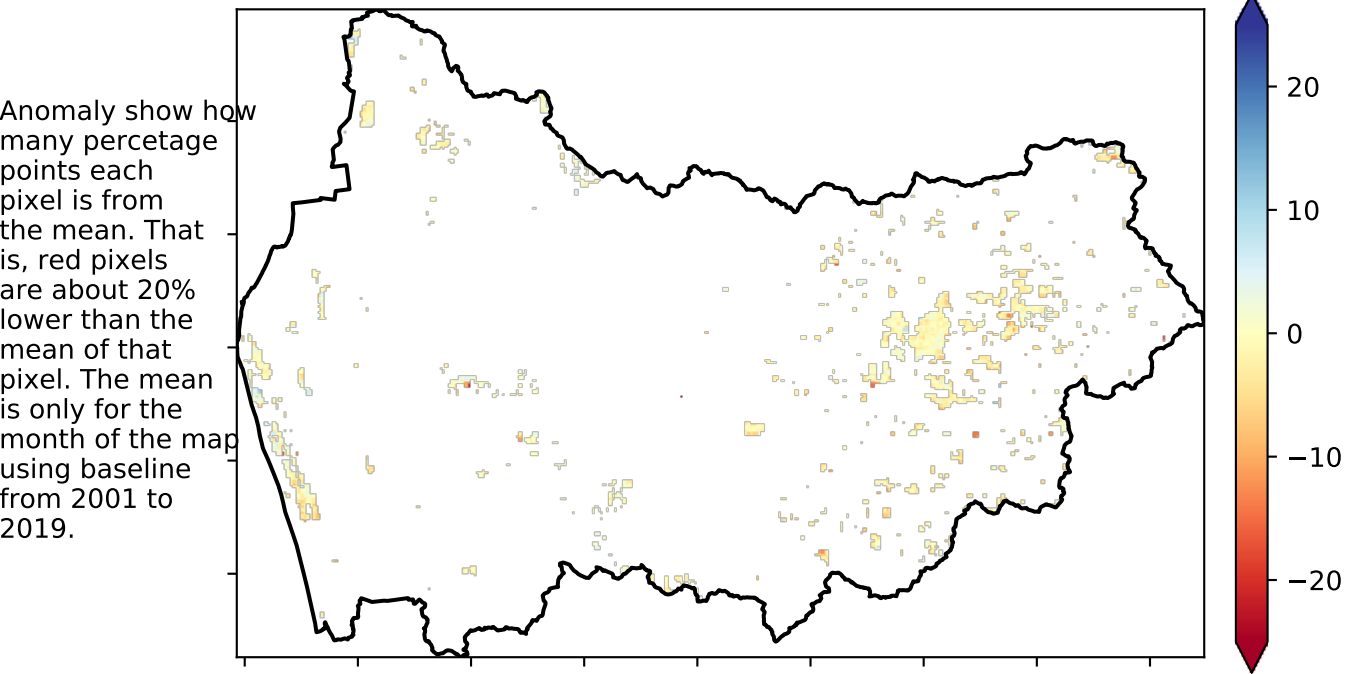 Anomaly show how
many percetage
points each
pixel is from
the mean. That
is, red pixels
are about 20%
lower than the
mean of that
pixel. The mean
is only for the
month of the map
using baseline
from 2001 to
2019.
20
10
0
−10
−20